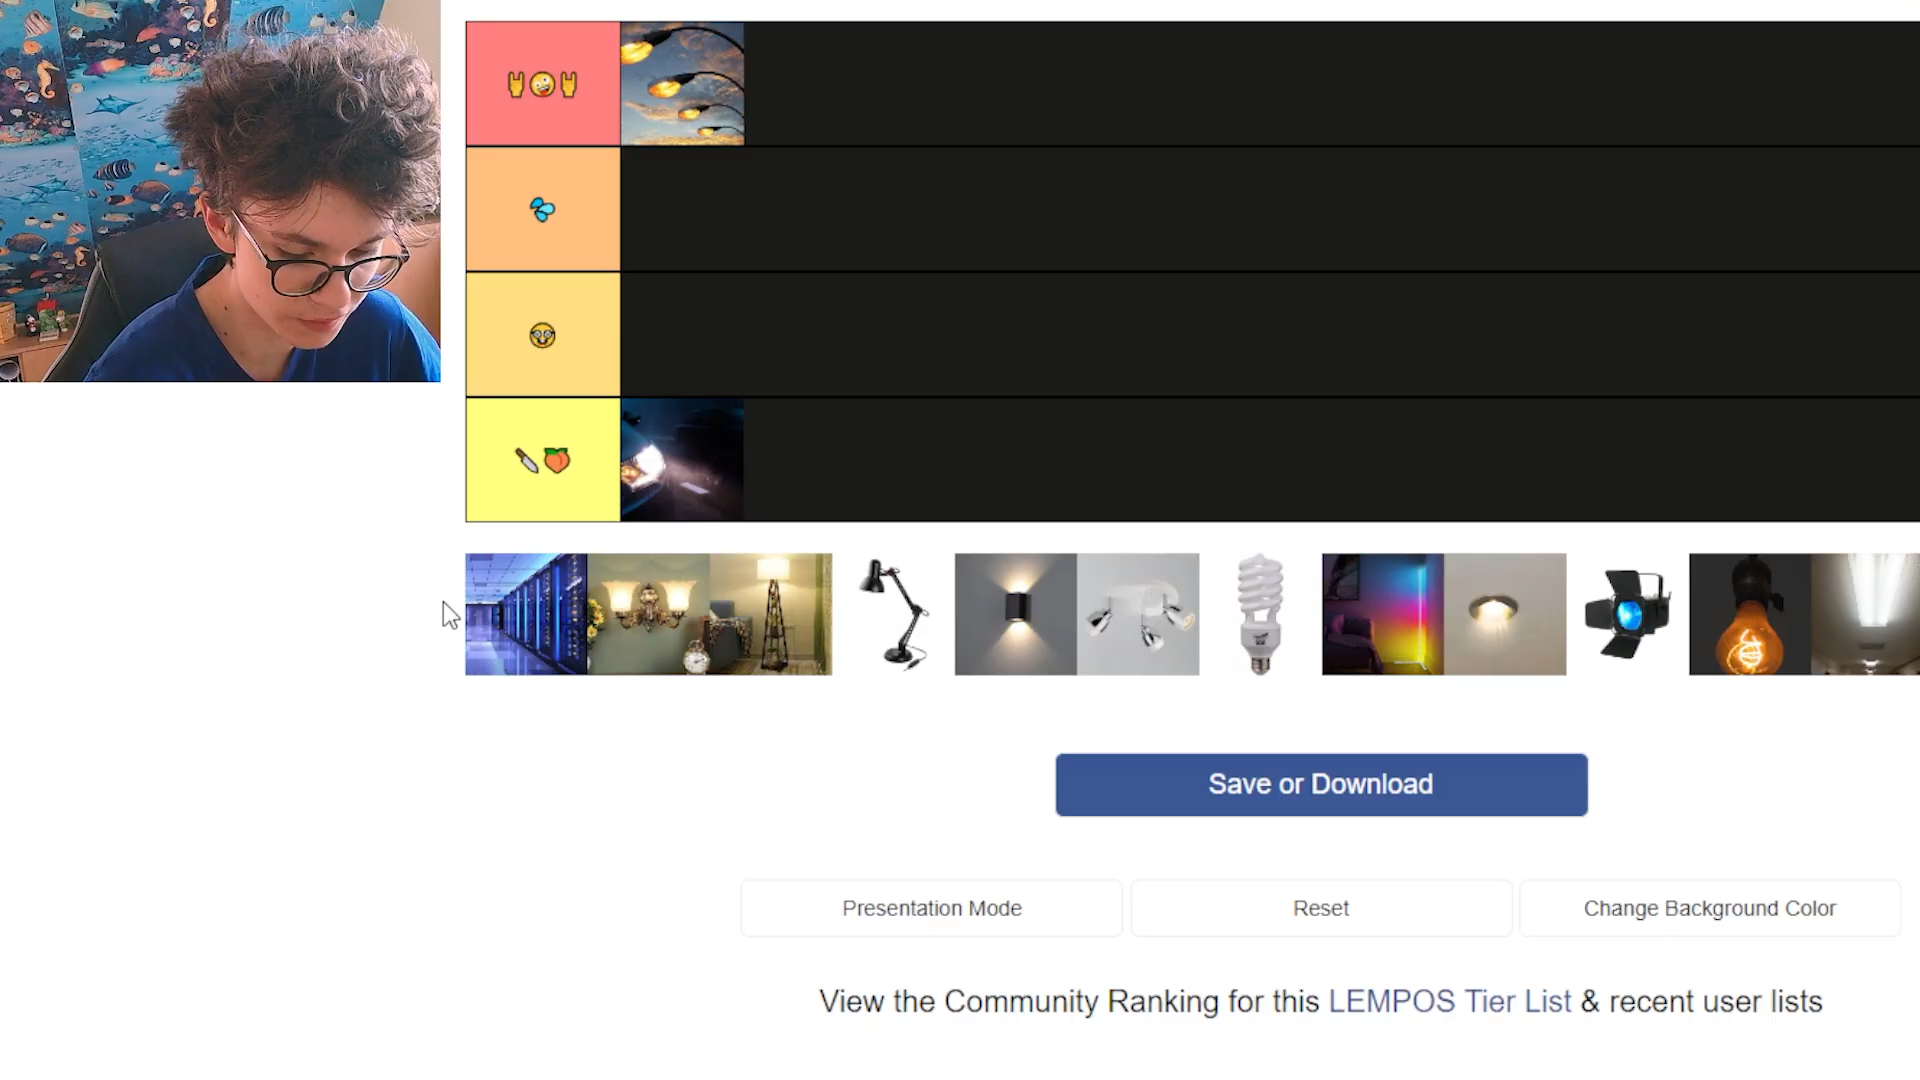 Save or Download
Presentation Mode
Reset
Change Background Color
View the Community Ranking for this LEMPOS Tier List & recent user lists